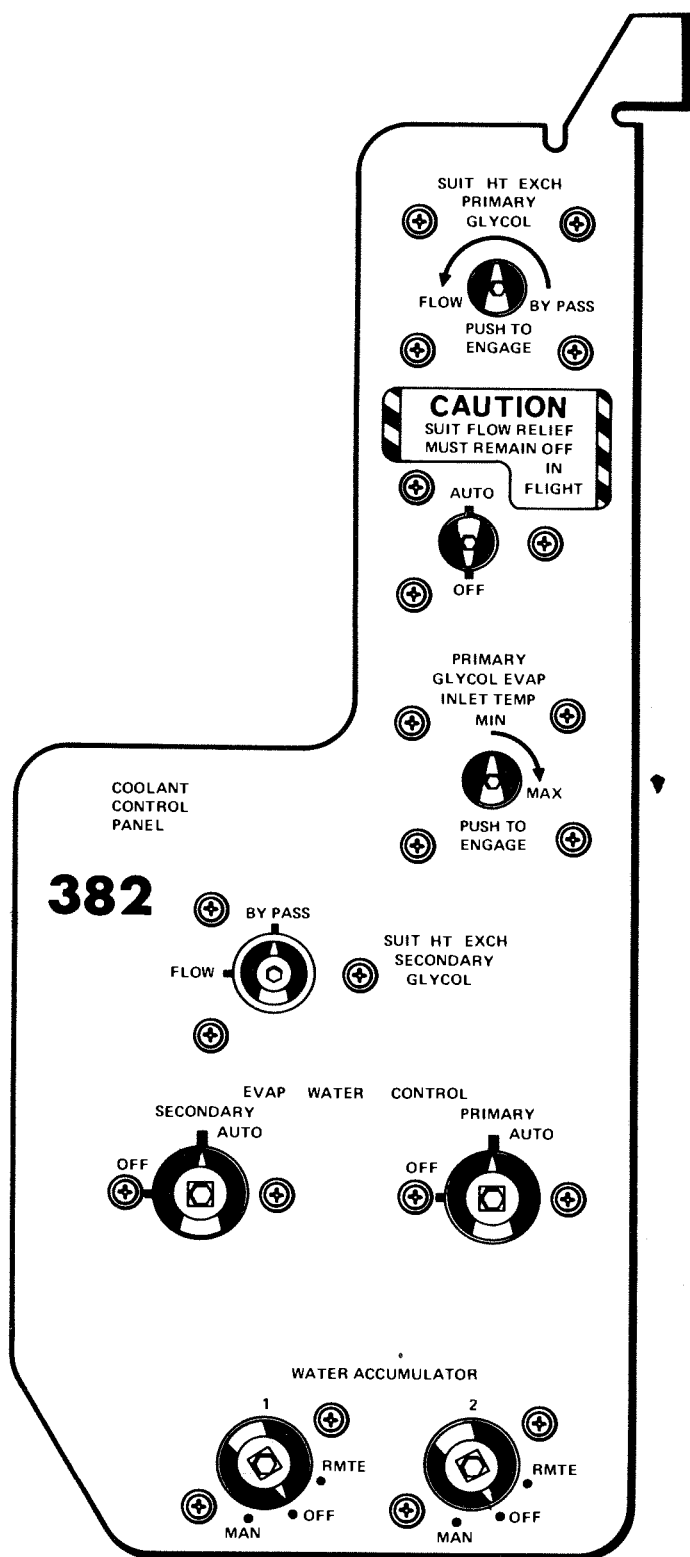 SUIT HT EXCH
PRIMARY
GLYCOL
FLOW
BY PASS
PUSH TO
ENGAGE
CAUTION
SUIT FLOW RELIEF
MUST REMAIN OFF
IN
FLIGHT
AUTO
OFF
PRIMARY
GLYCOL EVAP
INLET TEMP
MIN
MAX
PUSH TO
ENGAGE
COOLANT
CONTROL
PANEL
382
BY PASS
FLOW
SUIT HT EXCH
SECONDARY
GLYCOL
EVAP WATER CONTROL
SECONDARY
AUTO
OFF
PRIMARY
AUTO
OFF
WATER ACCUMULATOR
1
RMTE
OFF
MAN
2
RMTE
OFF
MAN